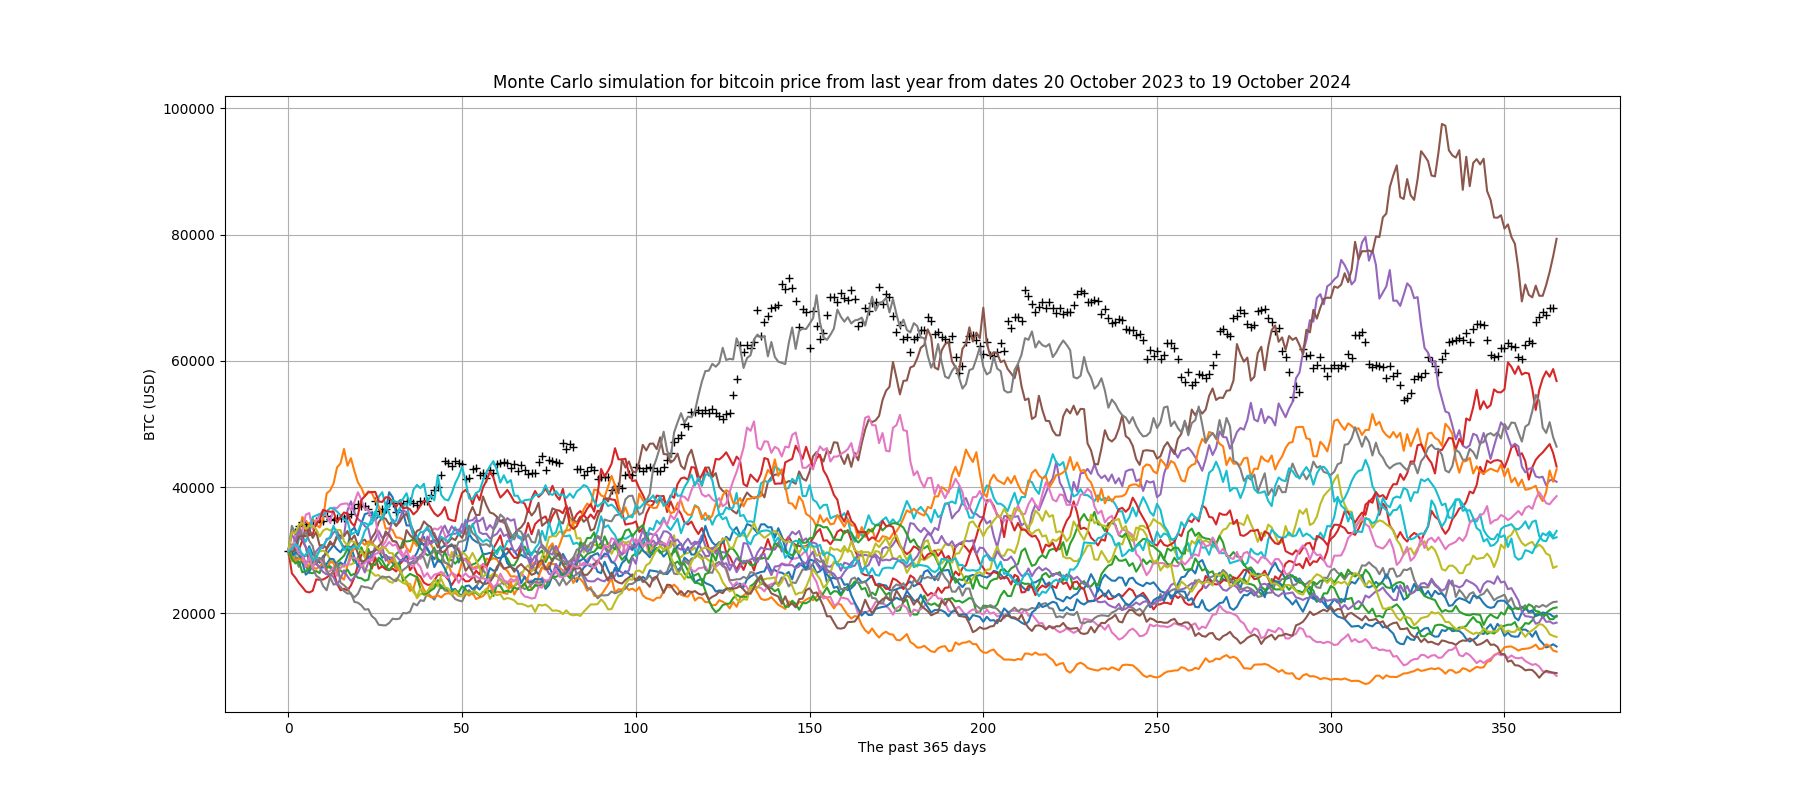 Monte Carlo simulation for bitcoin price from last year from dates 20 October 2023 to 19 October 2024
100000
80000
60000
40000
20000
BTC (USD)
0 50 100 150 200 250 300 350
The past 365 days